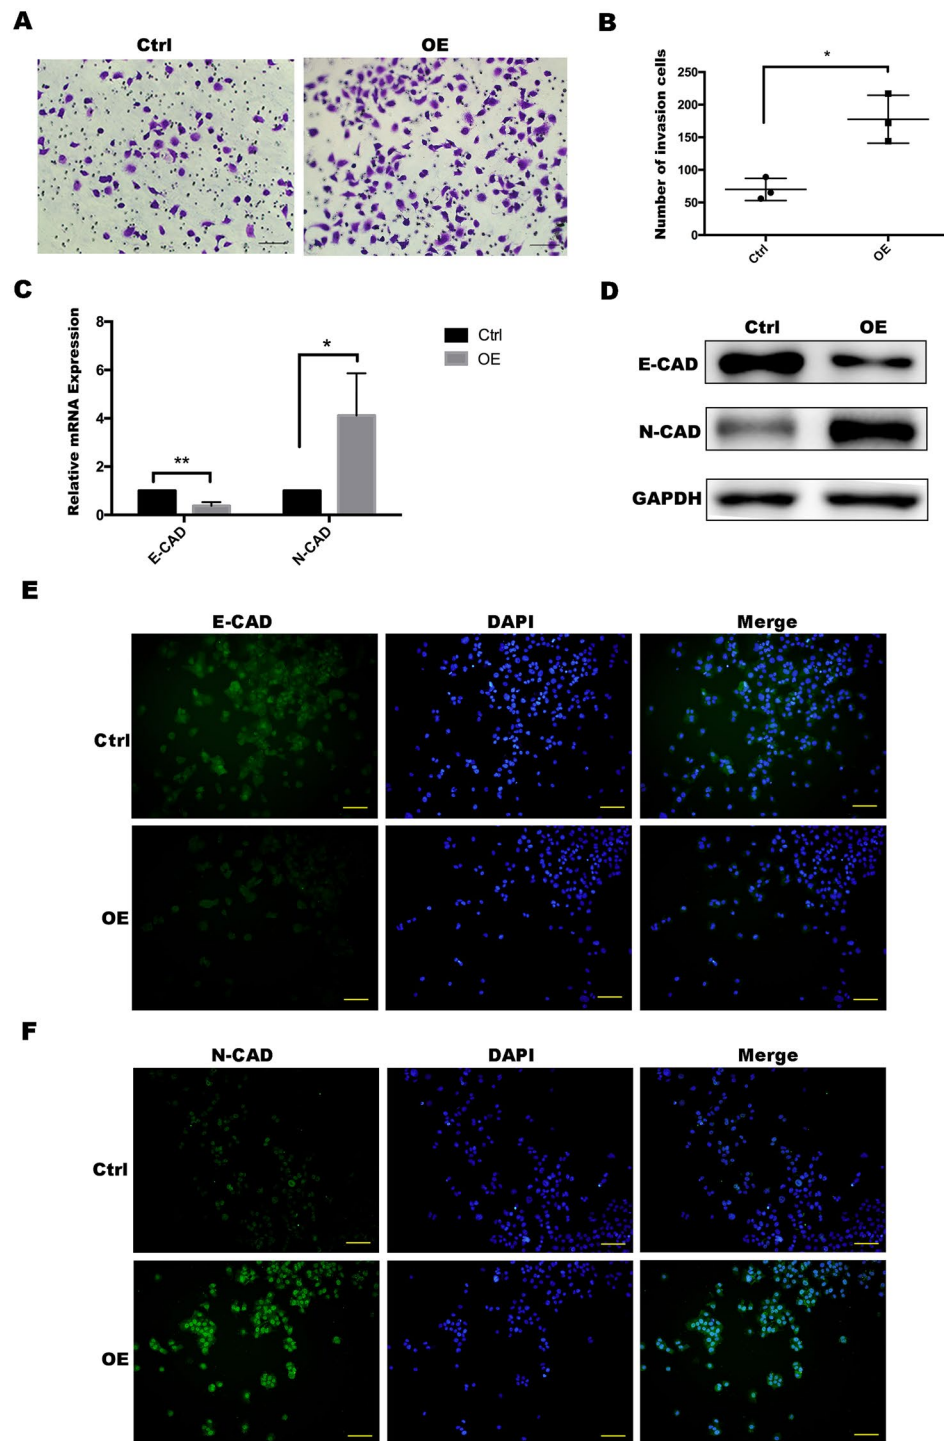 A
Ctrl
OE
B
Number of invasion cells
250
200
150
100
50
0
*
Ctrl
OE
C
Relative mRNA Expression
8
6
4
2
0
**
*
E-CAD
N-CAD
Ctrl
OE
D
Ctrl
OE
E-CAD
N-CAD
GAPDH
E
E-CAD
DAPI
Merge
Ctrl
OE
F
N-CAD
DAPI
Merge
Ctrl
OE